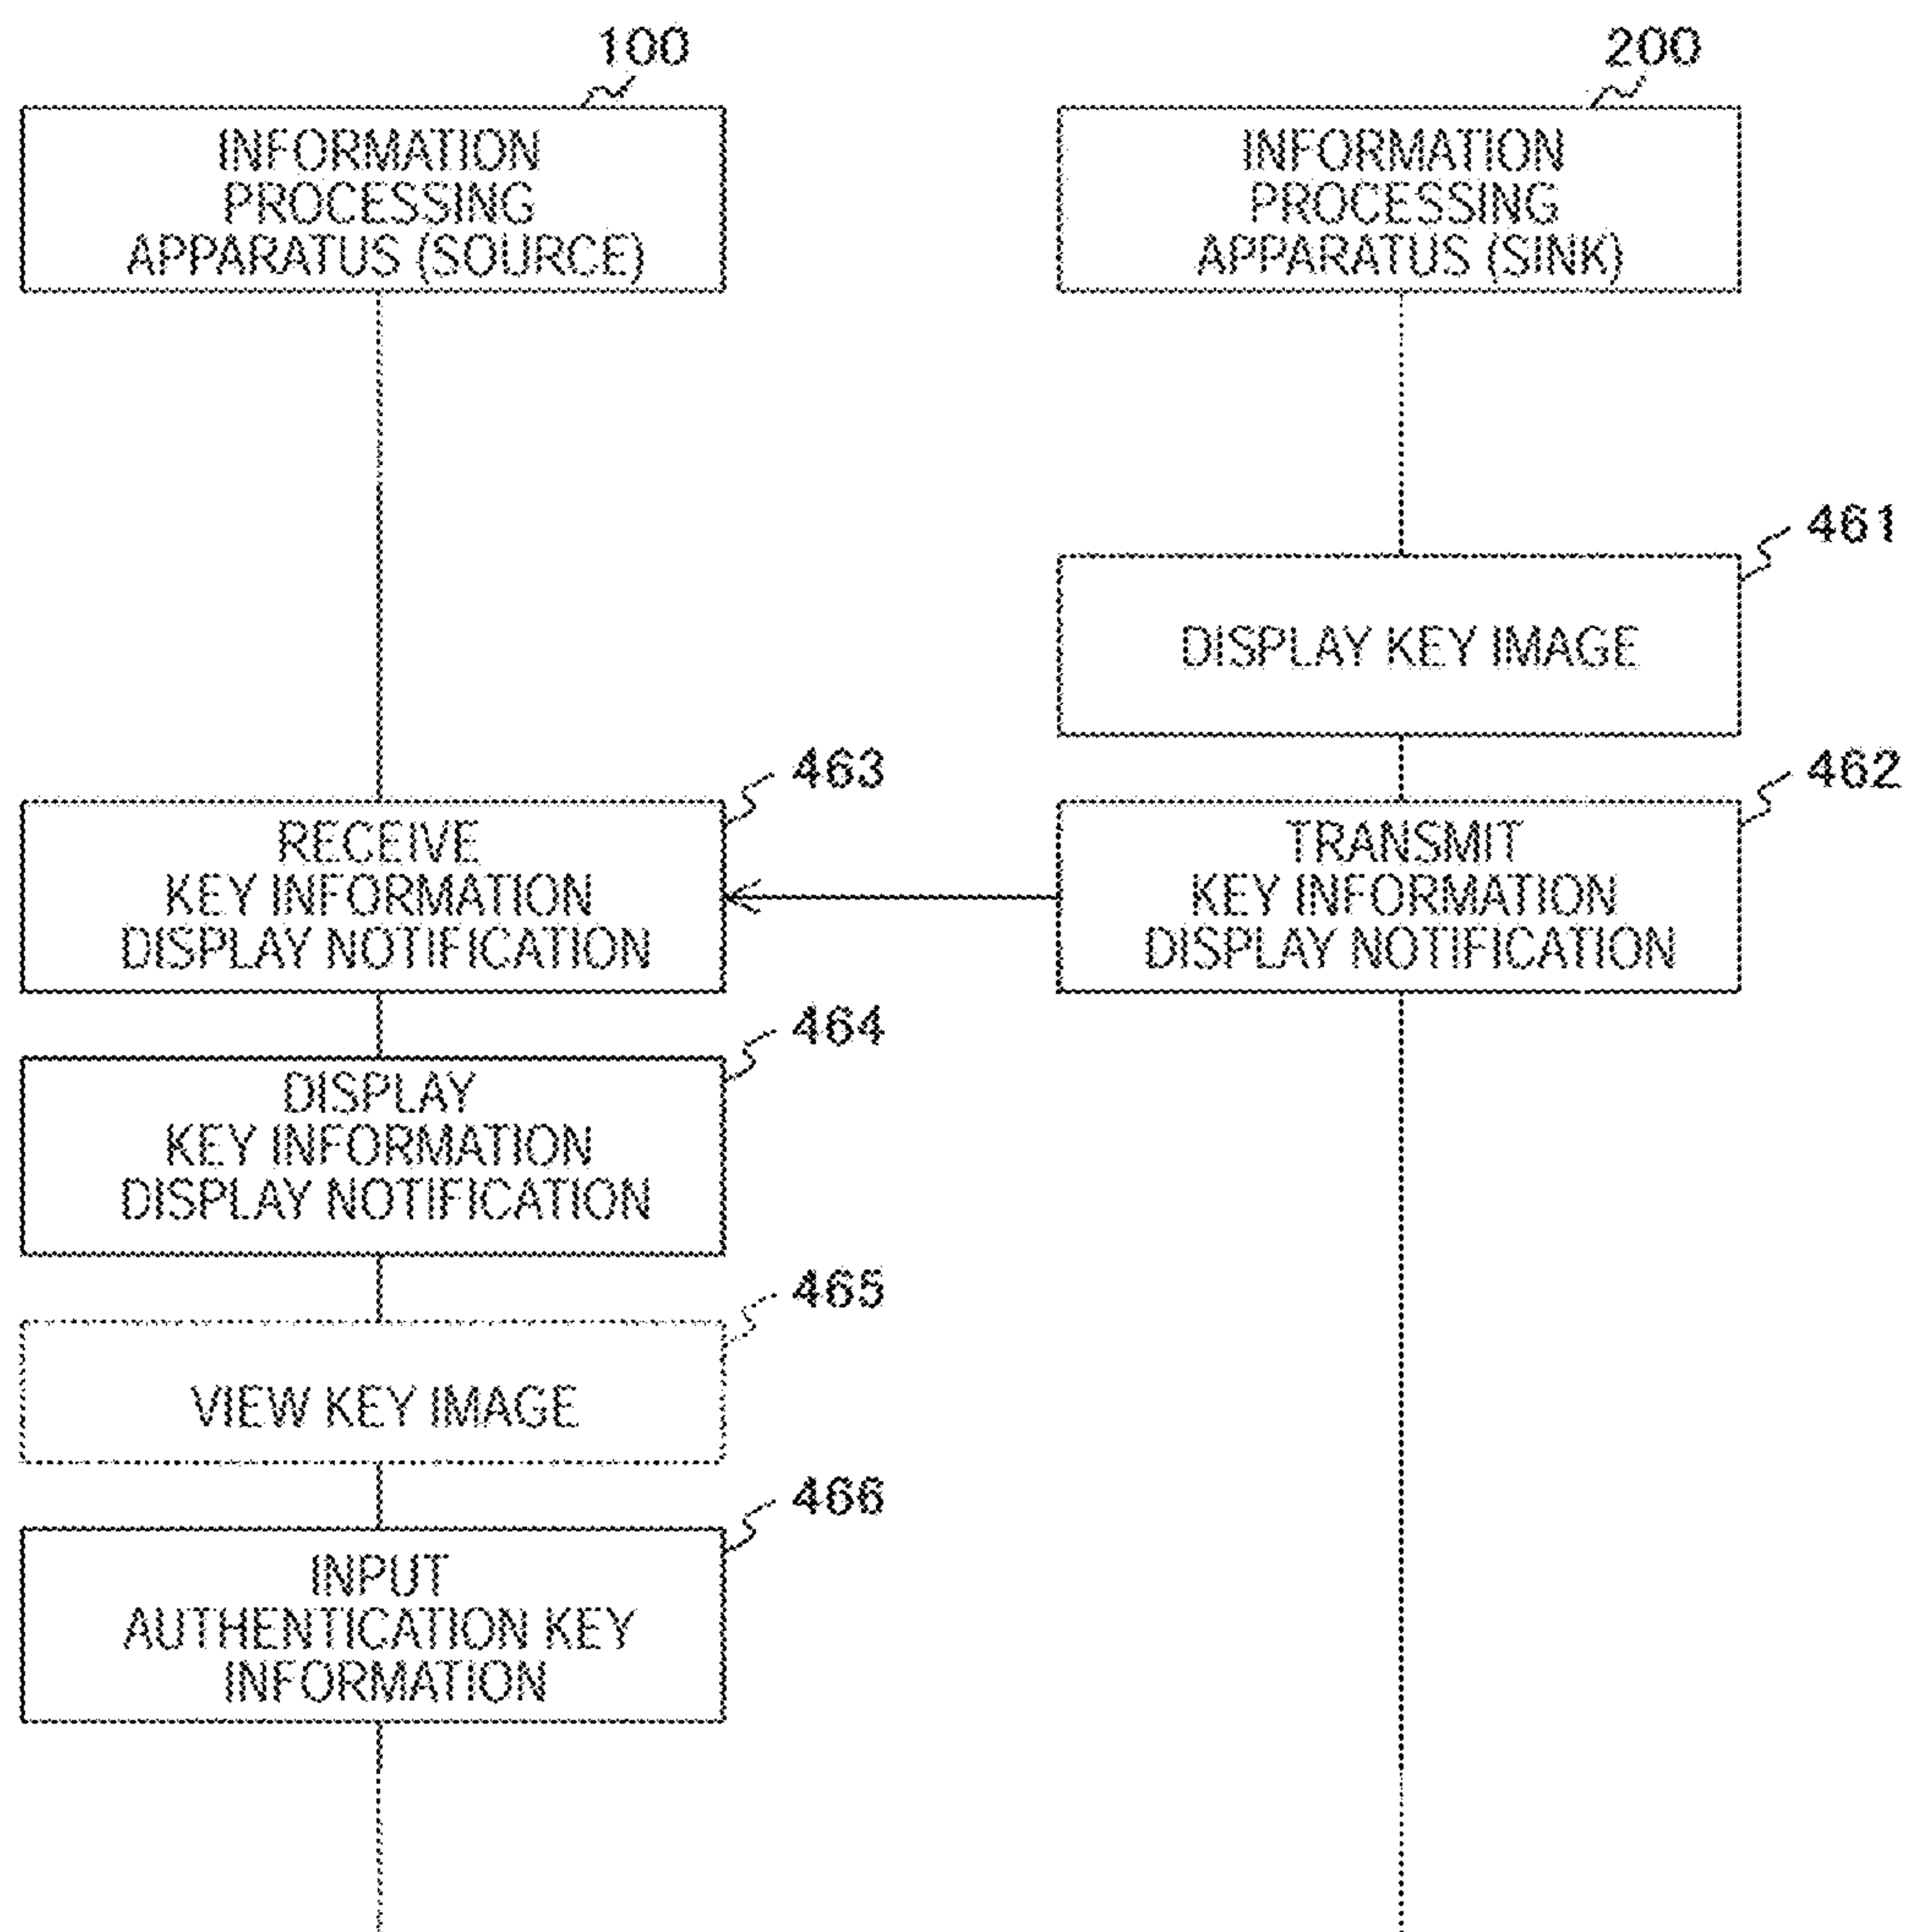 100
INFORMATION
PROCESSING
APPARATUS (SOURCE)
200
INFORMATION
PROCESSING
APPARATUS (SINK)
461
DISPLAY KEY IMAGE
463
RECEIVE
KEY INFORMATION
DISPLAY NOTIFICATION
462
TRANSMIT
KEY INFORMATION
DISPLAY NOTIFICATION
464
DISPLAY
KEY INFORMATION
DISPLAY NOTIFICATION
465
VIEW KEY IMAGE
466
INPUT
AUTHENTICATION KEY
INFORMATION